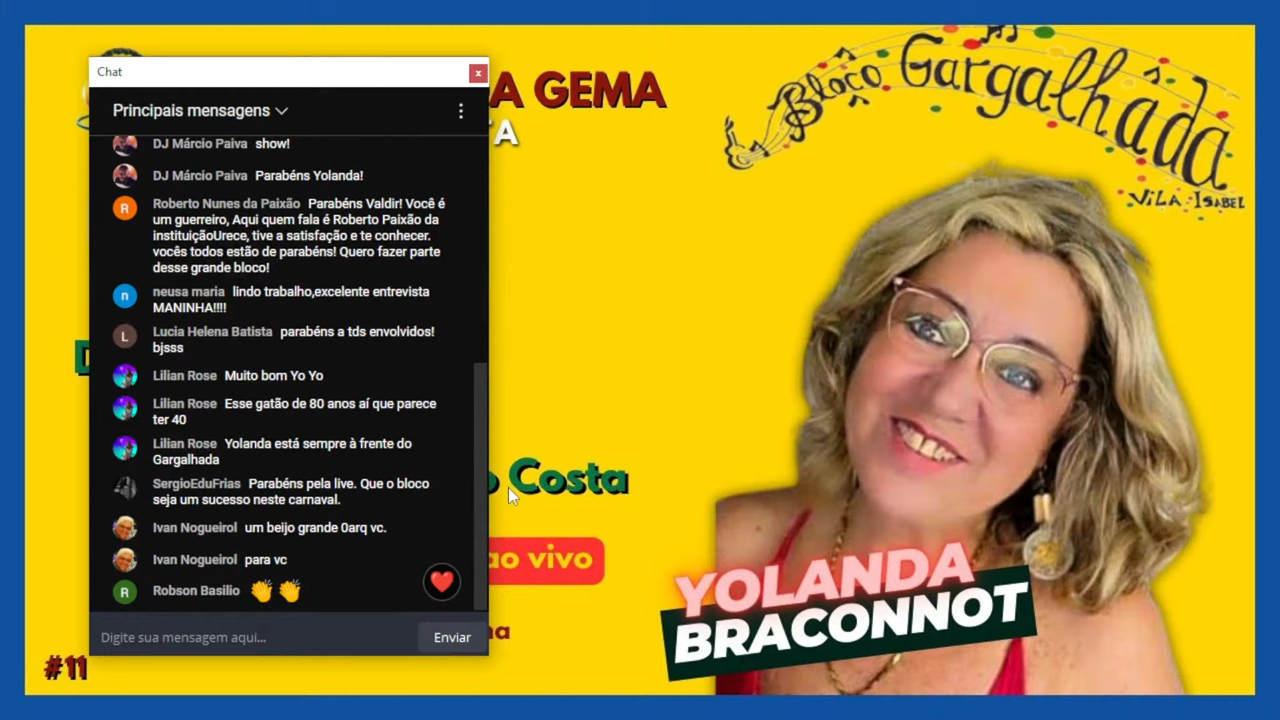 Chat
x
Principais mensagens
DJ Márcio Paiva show!
DJ Márcio Paiva Parabéns Yolanda!
R
Roberto Nunes da Paixão Parabéns Valdir! Você é
um guerreiro, Aqui quem fala é Roberto Paixão da
instituiçãoUrece, tive a satisfação e te conhecer.
vocês todos estão de parabéns! Quero fazer parte
desse grande bloco!
n
neusa maria lindo trabalho,excelente entrevista
MANINHA!!!!
L
Lucia Helena Batista parabéns a tds envolvidos!
bjsss
Lilian Rose Muito bom Yo Yo
Lilian Rose Esse gatão de 80 anos aí que parece
ter 40
Lilian Rose Yolanda está sempre à frente do
Gargalhada
SergioEduFrias Parabéns pela live. Que o bloco
seja um sucesso neste carnaval.
Ivan Nogueirol um beijo grande 0arq vc.
Ivan Nogueirol para vc
R
Robson Basilio 👏 👏
Digite sua mensagem aqui...
Enviar
#11
A GEMA
TA
D
o Costa
ao vivo
na
Bloco Gargalhada
VILA ISABEL
YOLANDA
BRACONNOT